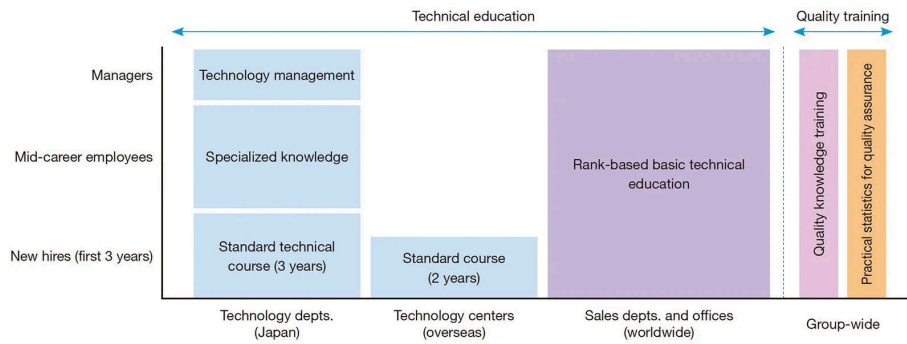 Technical education
Quality training
Managers
Mid-career employees
New hires (first 3 years)
Technology management
Specialized knowledge
Standard technical
course (3 years)
Standard course
(2 years)
Rank-based basic technical
education
Quality knowledge training
Practical statistics for quality assurance
Technology depts.
(Japan)
Technology centers
(overseas)
Sales depts. and offices
(worldwide)
Group-wide